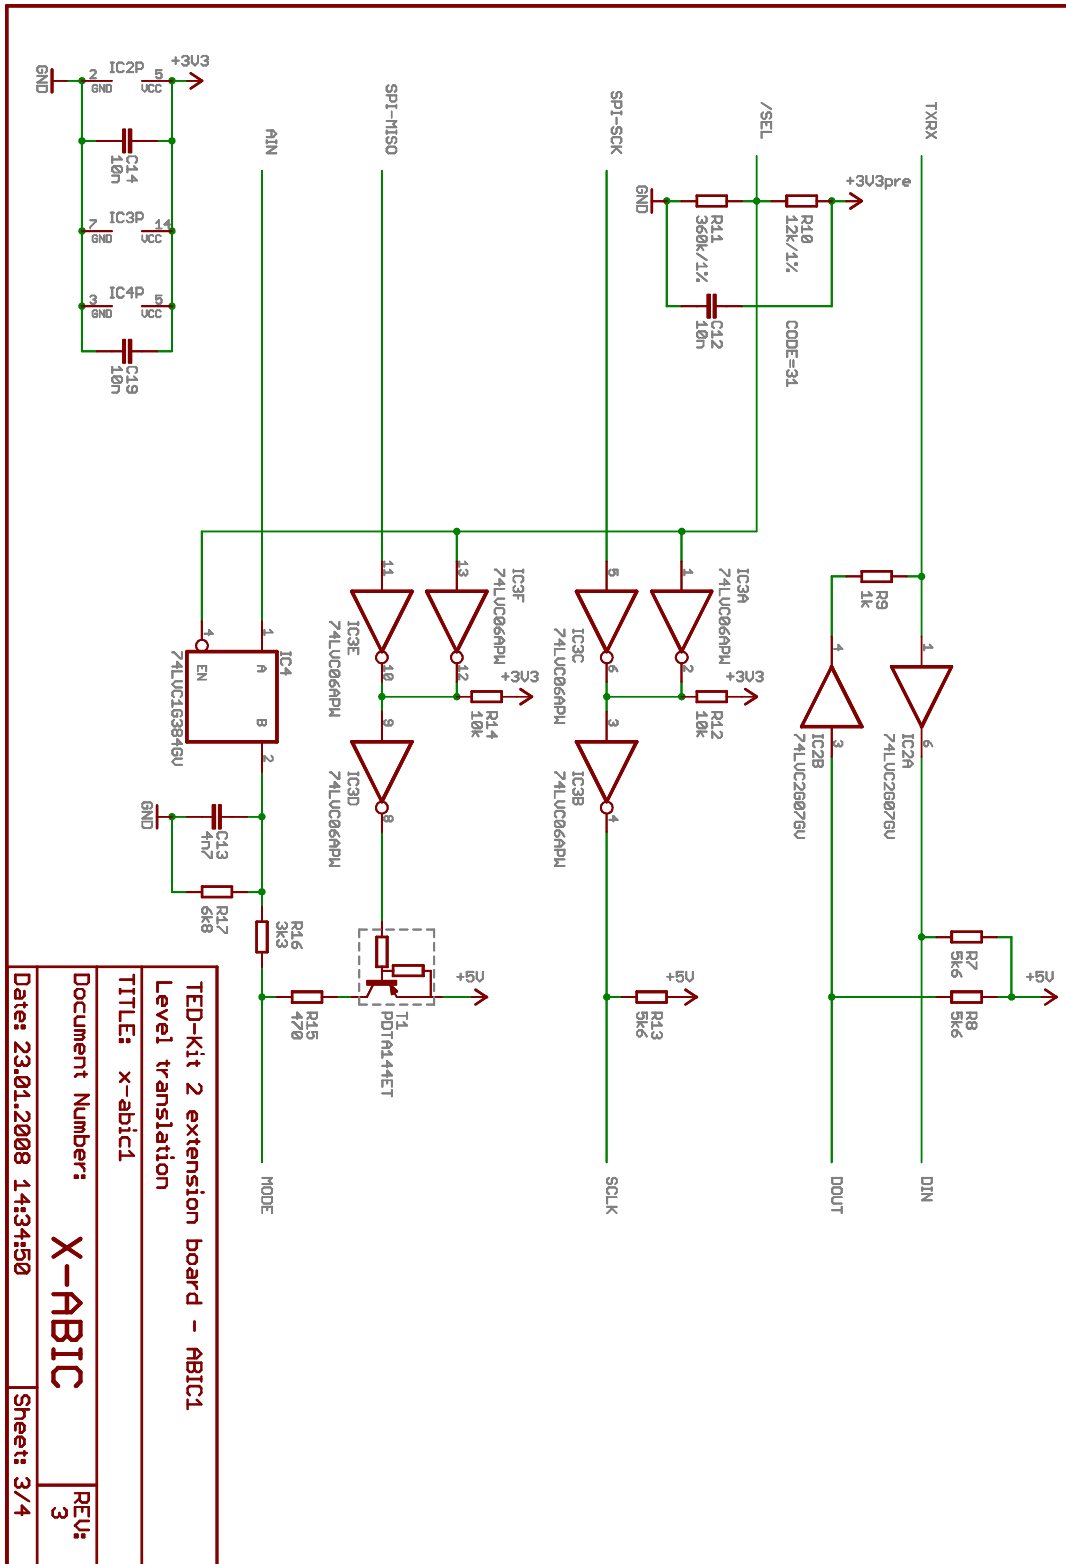 TXRX
/SEL
SPI-SCK
SPI-MISO
AIN
+3V3pre
GND
R10
12k/1%
R11
360k/1%
C12
10n
CODE=31
+3V3
IC2P
GND
2
5
GND
VCC
C14
10n
IC3P
7
14
GND
VCC
IC4P
3
5
GND
VCC
C19
10n
R9
1k
4
3
IC2B
74LVC2G07GV
1
6
IC2A
74LVC2G07GV
R7
5k6
R8
5k6
+5V
DIN
DOUT
IC3A
74LVC06APW
1
2
5
6
IC3C
74LVC06APW
+3V3
R12
10k
3
4
IC3B
74LVC06APW
+5V
R13
5k6
SCLK
IC3F
74LVC06APW
13
12
11
10
IC3E
74LVC06APW
+3V3
R14
10k
9
8
IC3D
74LVC06APW
+5V
T1
PDTA144ET
R15
470
IC4
1
4
EN
A
B
2
74LVC1G384GV
GND
C13
4n7
R17
6k8
R16
3k3
MODE
TED-Kit 2 extension board - ABIC1
Level translation
TITLE: x-abic1
Document Number:
X-ABIC
REV:
3
Date: 23.01.2008 14:34:50
Sheet: 3/4